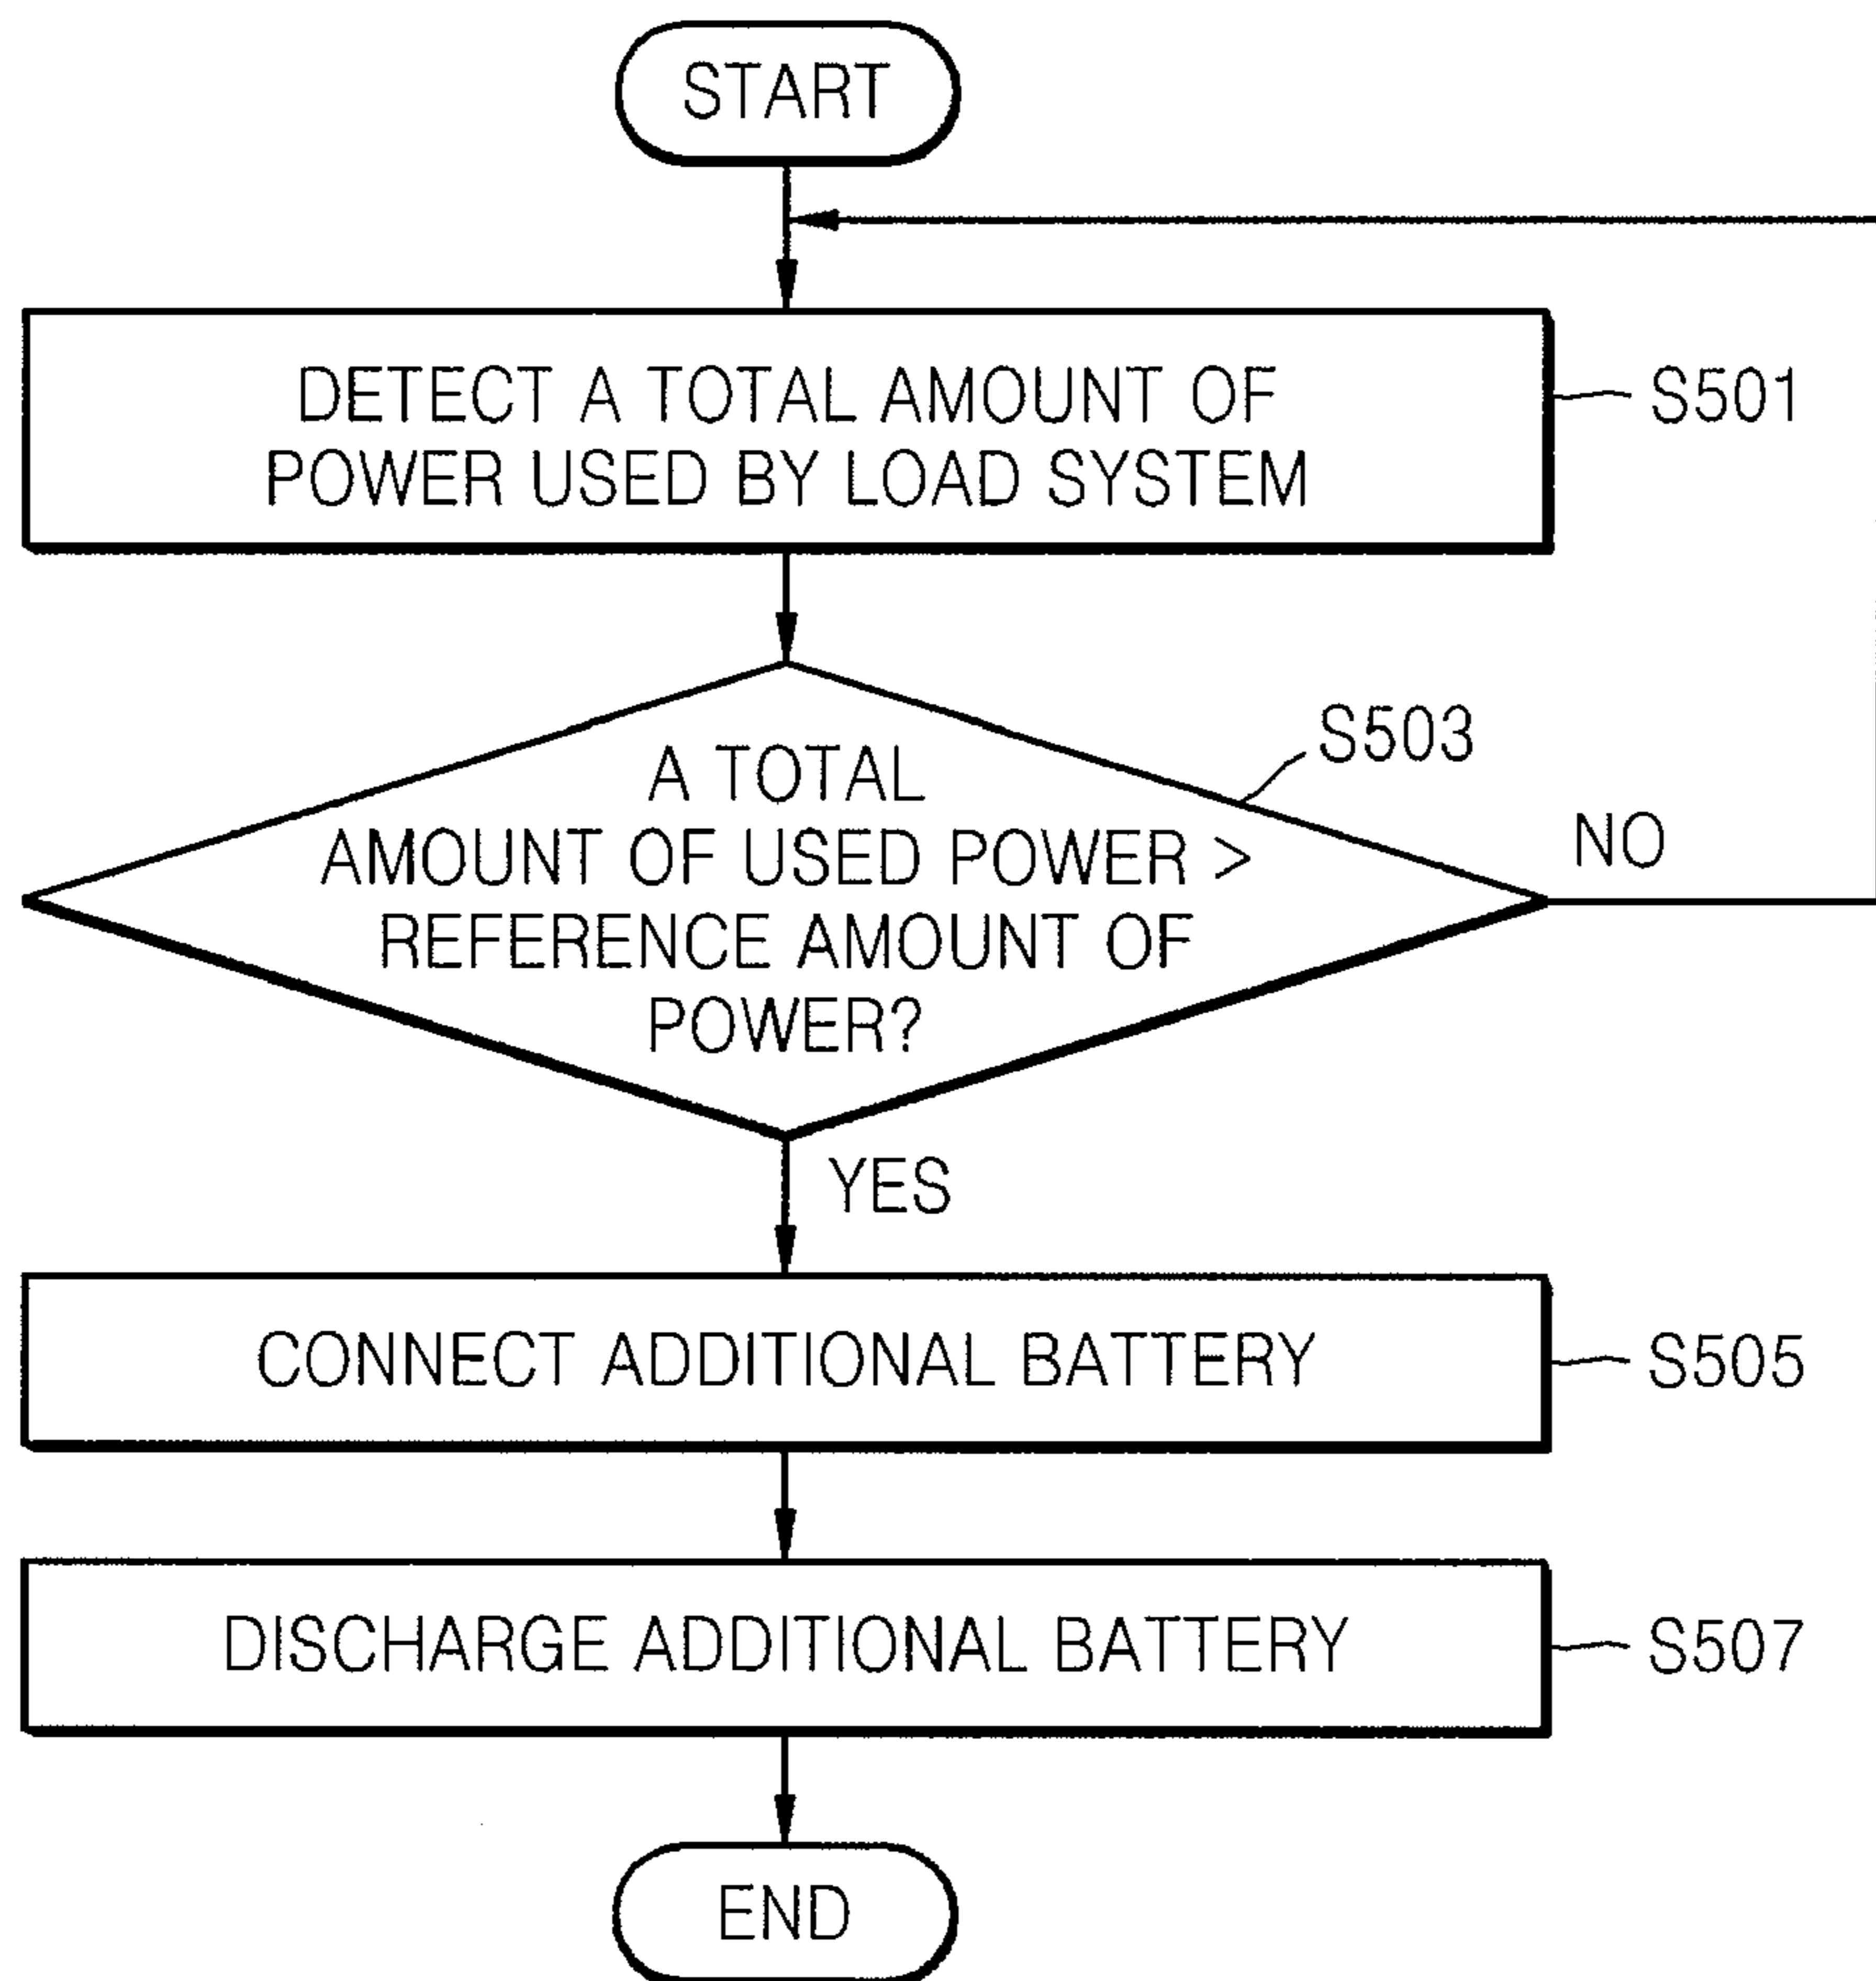 START
DETECT A TOTAL AMOUNT OF
POWER USED BY LOAD SYSTEM
S501
S503
A TOTAL
AMOUNT OF USED POWER >
REFERENCE AMOUNT OF
POWER?
NO
YES
CONNECT ADDITIONAL BATTERY
S505
DISCHARGE ADDITIONAL BATTERY
S507
END